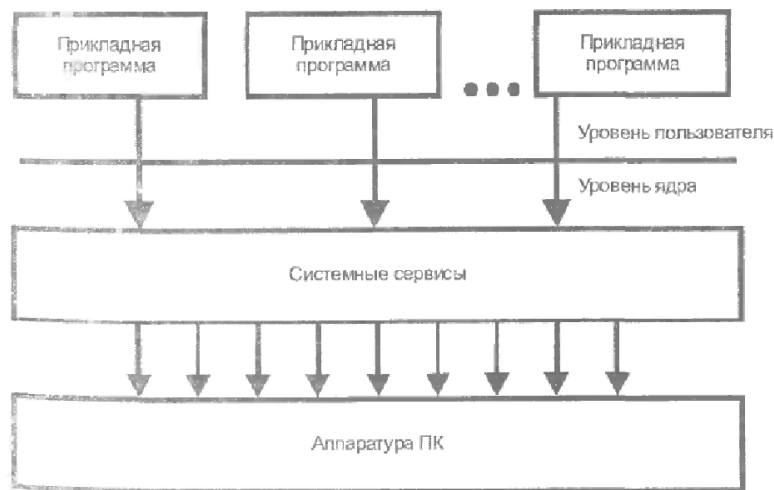 Прикладная
программа
Прикладная
программа
Прикладная
программа
Уровень пользователя
Уровень ядра
Системные сервисы
Аппаратура ПК